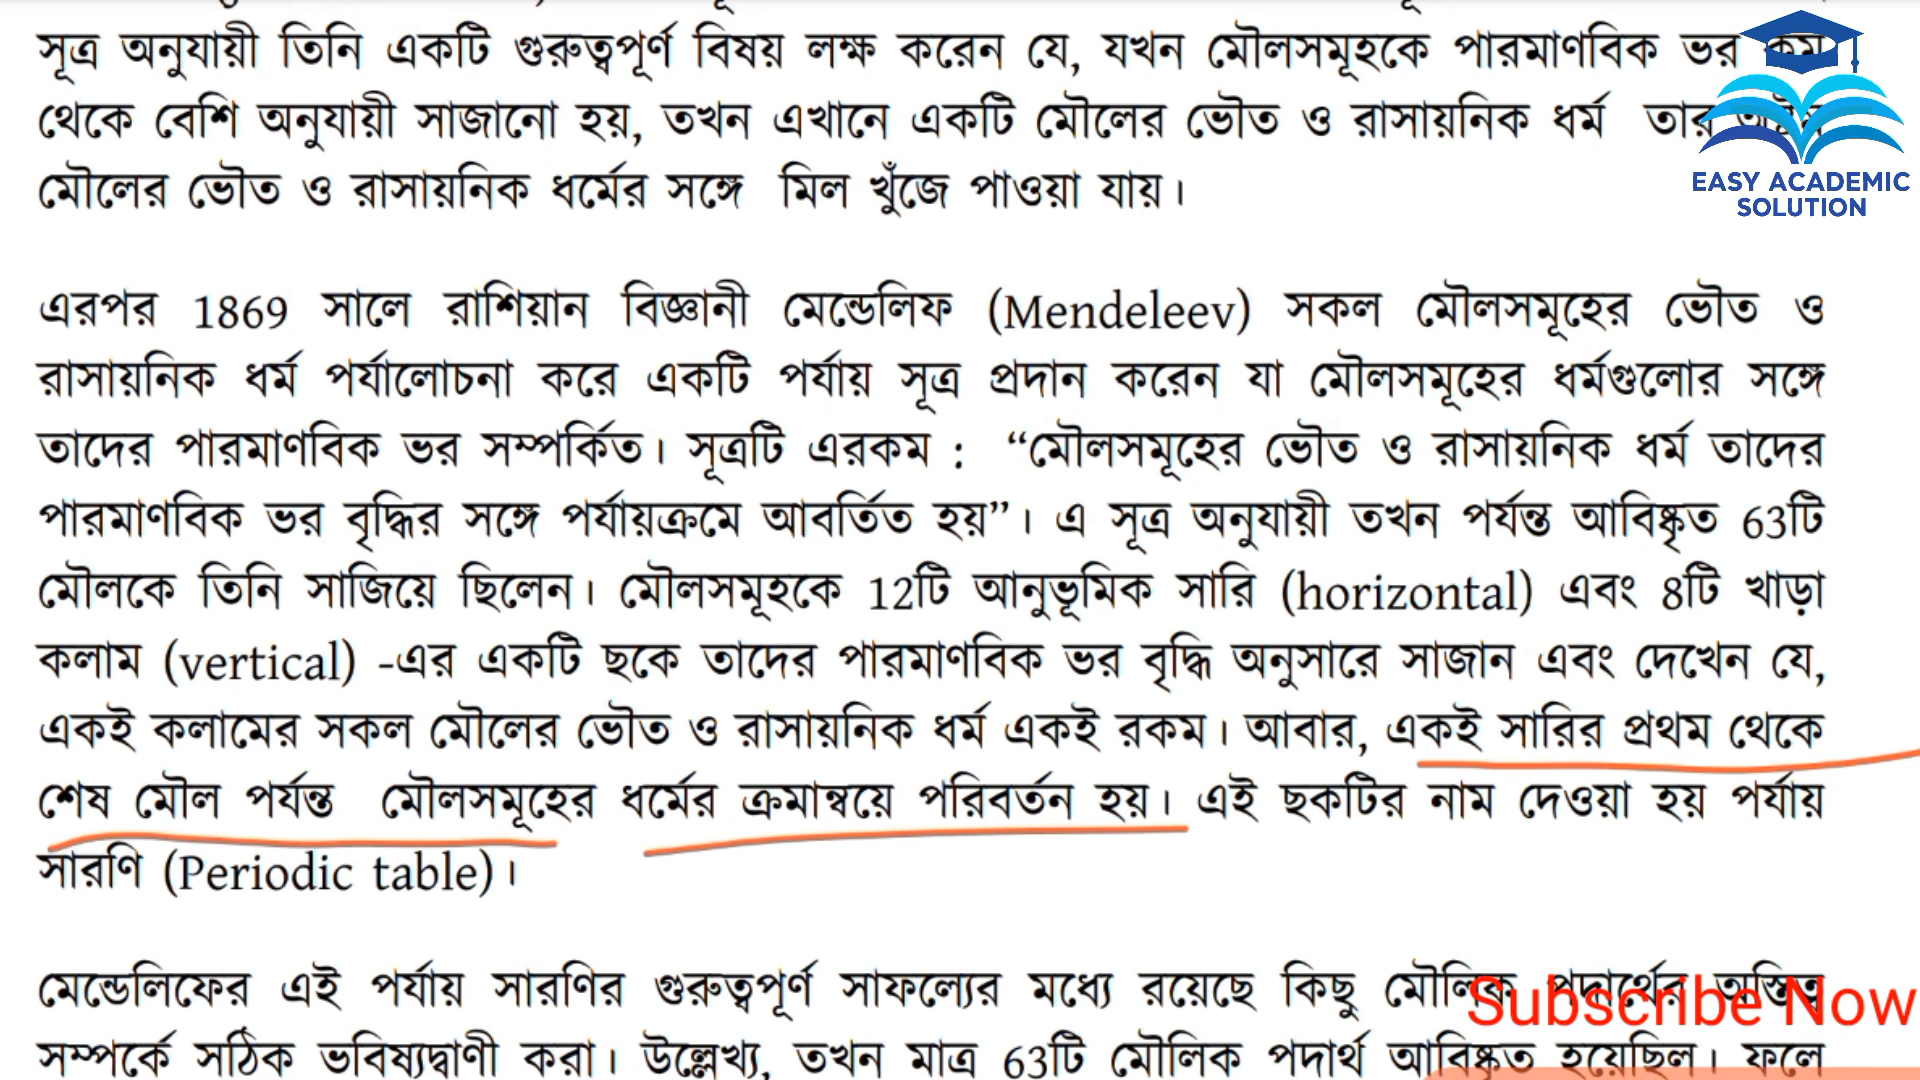 সূত্র অনুযায়ী তিনি একটি গুরুত্বপূর্ণ বিষয় লক্ষ করেন যে, যখন মৌলসমূহকে পারমাণবিক ভর কম
থেকে বেশি অনুযায়ী সাজানো হয়, তখন এখানে একটি মৌলের ভৌত ও রাসায়নিক ধর্ম তার
মৌলের ভৌত ও রাসায়নিক ধর্মের সঙ্গে মিল খুঁজে পাওয়া যায়।
EASY ACADEMIC
SOLUTION
এরপর 1869 সালে রাশিয়ান বিজ্ঞানী মেন্ডেলিফ (Mendeleev) সকল মৌলসমূহের ভৌত ও
রাসায়নিক ধর্ম পর্যালোচনা করে একটি পর্যায় সূত্র প্রদান করেন যা মৌলসমূহের ধর্মগুলোর সঙ্গে
তাদের পারমাণবিক ভর সম্পর্কিত। সূত্রটি এরকম : “মৌলসমূহের ভৌত ও রাসায়নিক ধর্ম তাদের
পারমাণবিক ভর বৃদ্ধির সঙ্গে পর্যায়ক্রমে আবর্তিত হয়”। এ সূত্র অনুযায়ী তখন পর্যন্ত আবিষ্কৃত 63টি
মৌলকে তিনি সাজিয়ে ছিলেন। মৌলসমূহকে 12টি আনুভূমিক সারি (horizontal) এবং 8টি খাড়া
কলাম (vertical) -এর একটি ছকে তাদের পারমাণবিক ভর বৃদ্ধি অনুসারে সাজান এবং দেখেন যে,
একই কলামের সকল মৌলের ভৌত ও রাসায়নিক ধর্ম একই রকম। আবার, একই সারির প্রথম থেকে
শেষ মৌল পর্যন্ত মৌলসমূহের ধর্মের ক্রমান্বয়ে পরিবর্তন হয়। এই ছকটির নাম দেওয়া হয় পর্যায়
সারণি (Periodic table)।
মেন্ডেলিফের এই পর্যায় সারণির গুরুত্বপূর্ণ সাফল্যের মধ্যে রয়েছে কিছু মৌলিক পদার্থের অস্তিত্ব
Subscribe Now
সম্পর্কে সঠিক ভবিষ্যদ্বাণী করা। উল্লেখ্য, তখন মাত্র 63টি মৌলিক পদার্থ আবিষ্কৃত হয়েছিল। ফলে